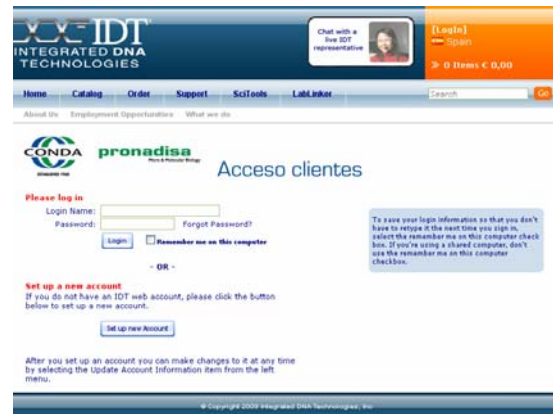 IDT
INTEGRATED DNA
TECHNOLOGIES
Chat with a
live IDT
representative
[LogIn]
Spain
» 0 Items € 0,00
Home Catalog Order Support SciTools LabLinker Search Go
About Us Employment Opportunities What we do
CONDA pronadisa
Micro & Molecular Biology
Acceso clientes
Please log in
Login Name:
Password: Forgot Password?
Login Remember me on this computer
- OR -
To save your login information so that you don't
have to retype it the next time you sign in,
select the remember me on this computer check
box. If you're using a shared computer, don't
use the remember me on this computer
checkbox.
Set up a new account
If you do not have an IDT web account, please click the button
below to set up a new account.
Set up new Account
After you set up an account you can make changes to it at any time
by selecting the Update Account Information item from the left
menu.
© Copyright 2009 Integrated DNA Technologies, Inc